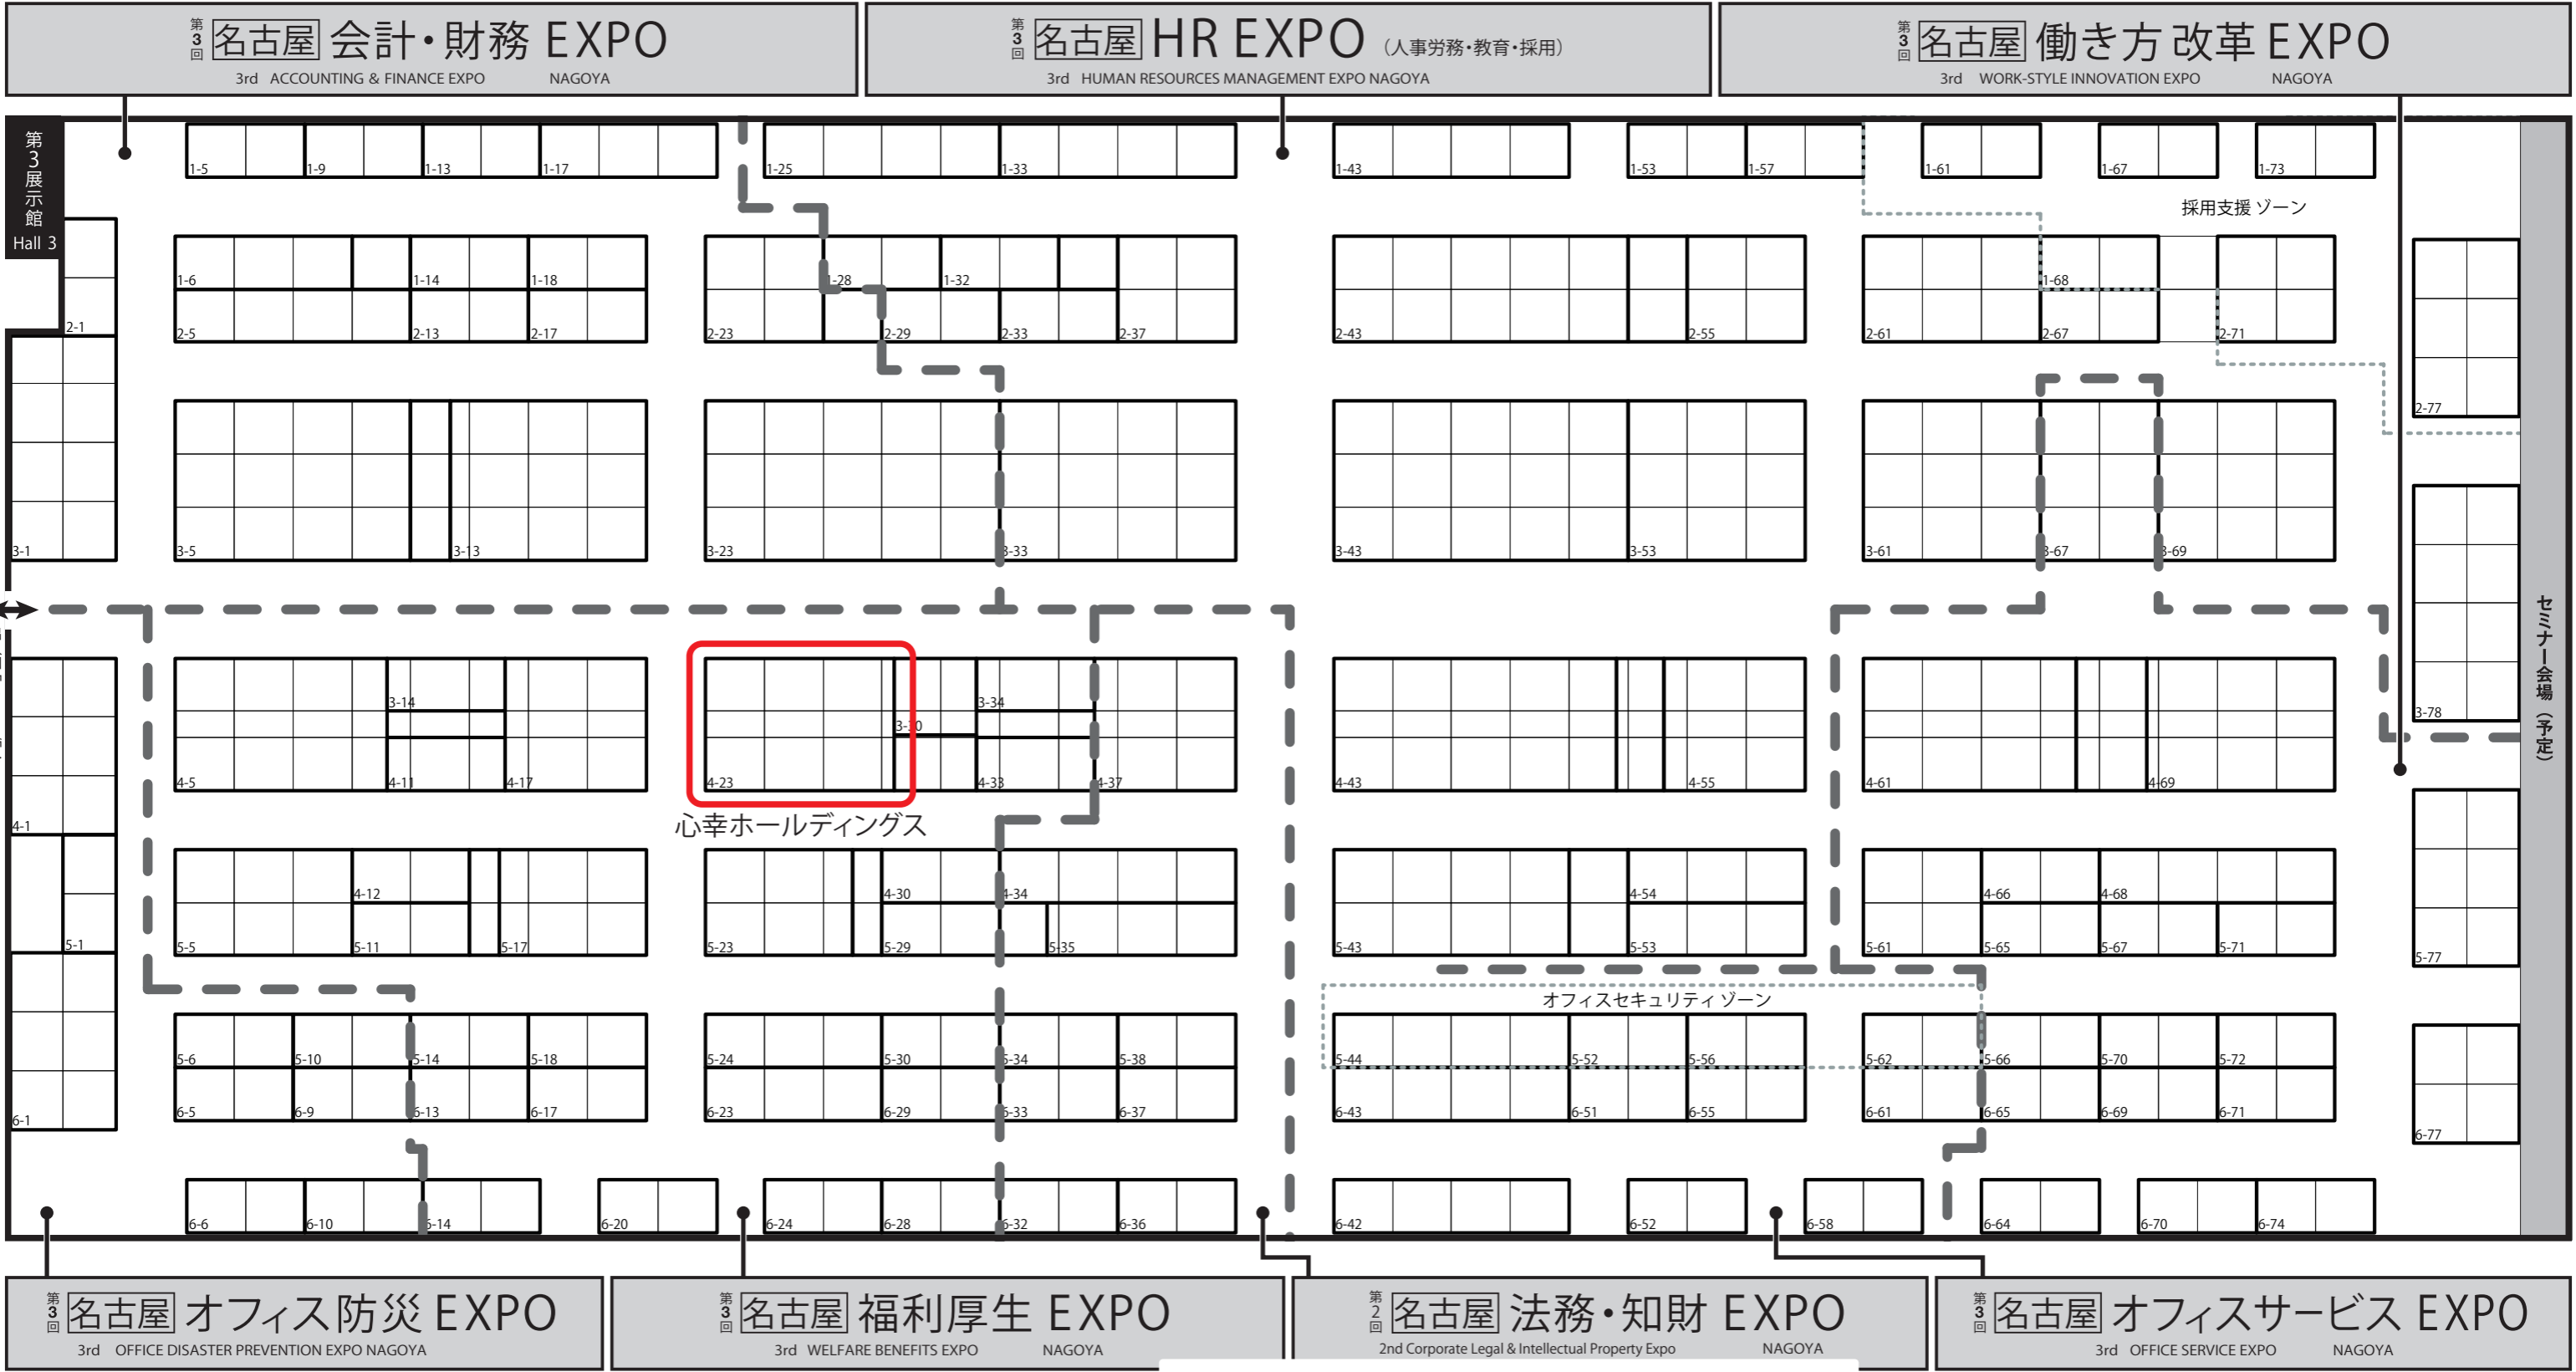 第3回 名古屋 会計・財務 EXPO
3rd ACCOUNTING & FINANCE EXPO NAGOYA
第3回 名古屋 HR EXPO (人事労務・教育・採用)
3rd HUMAN RESOURCES MANAGEMENT EXPO NAGOYA
第3回 名古屋 働き方改革 EXPO
3rd WORK-STYLE INNOVATION EXPO NAGOYA
第3展示館
Hall 3
1-5 1-9 1-13 1-17 1-25 1-33 1-43 1-53 1-57 1-61 1-67 1-73
採用支援ゾーン
1-6 1-14 1-18 1-28 1-32 1-68
2-1
2-5 2-13 2-17 2-23 2-29 2-33 2-37 2-43 2-55 2-61 2-67 2-71
2-77
3-1 3-5 3-13 3-23 3-33 3-43 3-53 3-61 3-67 3-69
セミナー会場(予定)
3-14 3-30 3-34 3-78
4-5 4-11 4-17 4-23 4-33 4-37 4-43 4-55 4-61 4-69
心幸ホールディングス
4-1
4-12 4-30 4-34 4-54 4-66 4-68
5-1 5-5 5-11 5-17 5-23 5-29 5-35 5-43 5-53 5-61 5-65 5-67 5-71 5-77
オフィスセキュリティゾーン
5-6 5-10 5-14 5-18 5-24 5-30 5-34 5-38 5-44 5-52 5-56 5-62 5-66 5-70 5-72
6-1 6-5 6-9 6-13 6-17 6-23 6-29 6-33 6-37 6-43 6-51 6-55 6-61 6-65 6-69 6-71 6-77
6-6 6-10 6-14 6-20 6-24 6-28 6-32 6-36 6-42 6-52 6-58 6-64 6-70 6-74
第3回 名古屋 オフィス防災 EXPO
3rd OFFICE DISASTER PREVENTION EXPO NAGOYA
第3回 名古屋 福利厚生 EXPO
3rd WELFARE BENEFITS EXPO NAGOYA
第2回 名古屋 法務・知財 EXPO
2nd Corporate Legal & Intellectual Property Expo NAGOYA
第3回 名古屋 オフィスサービス EXPO
3rd OFFICE SERVICE EXPO NAGOYA